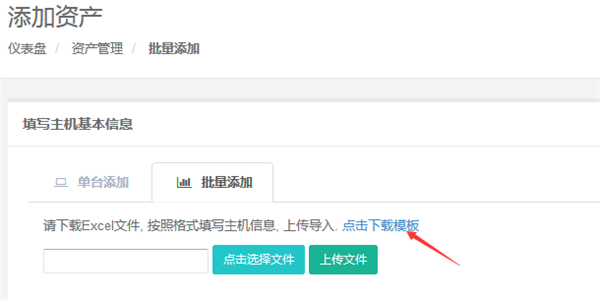 添加资产
仪表盘 / 资产管理 / 批量添加
填写主机基本信息
单台添加 批量添加
请下载Excel文件, 按照格式填写主机信息, 上传导入. 点击下载模板
点击选择文件 上传文件